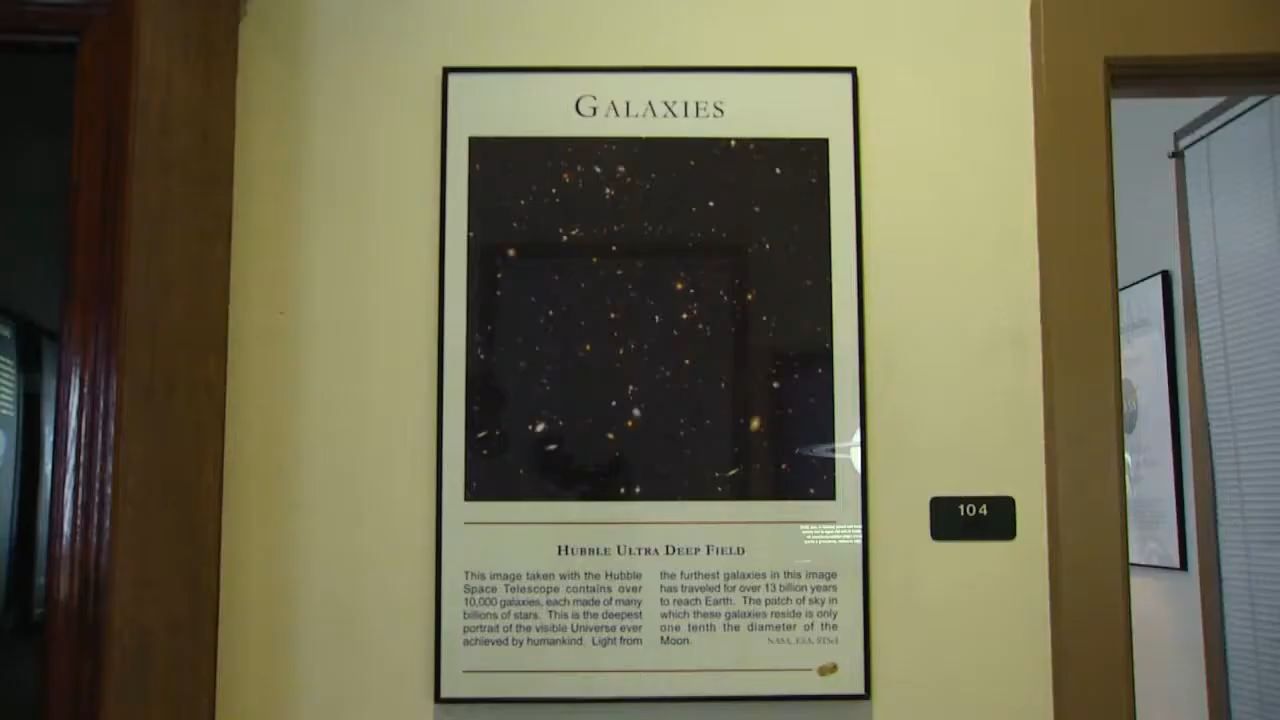 GALAXIES
HUBBLE ULTRA DEEP FIELD
This image taken with the Hubble
Space Telescope contains over
10,000 galaxies, each made of many
billions of stars. This is the deepest
portrait of the visible Universe ever
achieved by humankind. Light from
the furthest galaxies in this image
has traveled for over 13 billion years
to reach Earth. The patch of sky in
which these galaxies reside is only
one tenth the diameter of the
Moon.
NASA, ESA, STScI
104